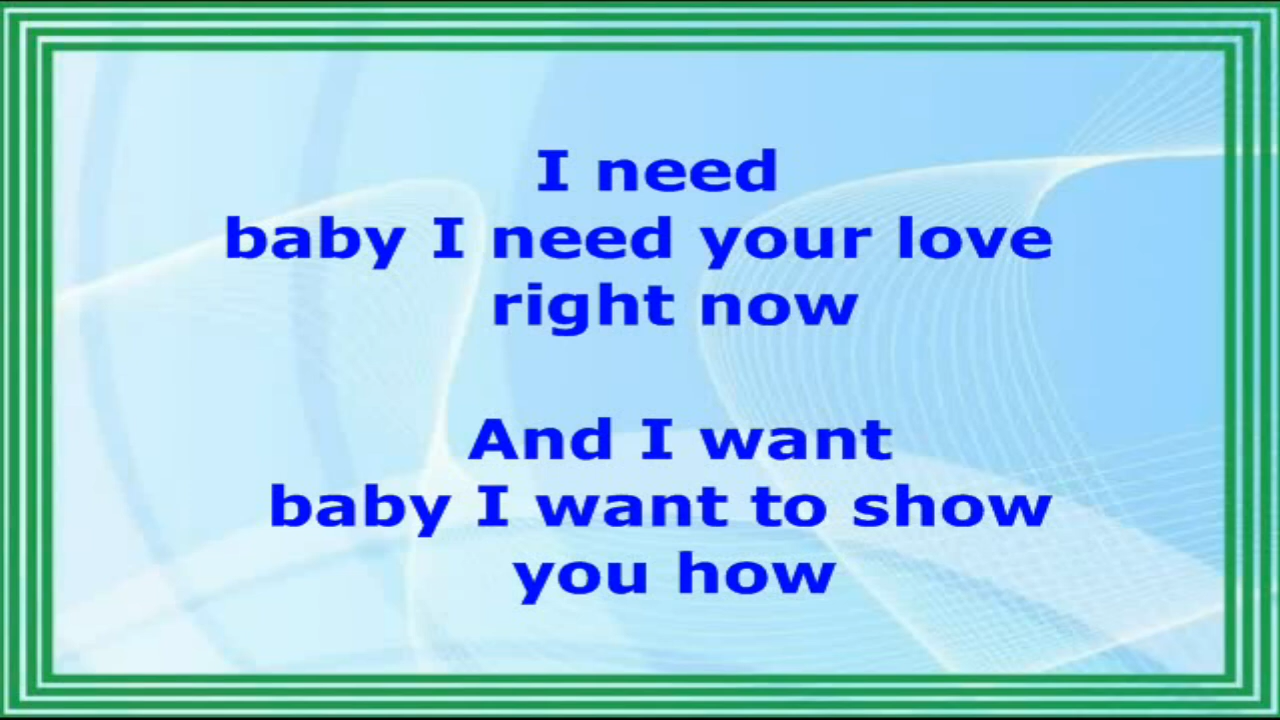 I need
baby I need your love
right now
And I want
baby I want to show
you how